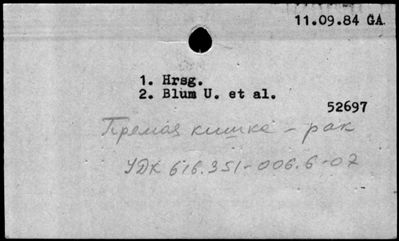 11.09.84 GA
1. Hrsg.
2. Blum U. et al.
52697
Прямая кишка – рак
УДК 616.351-006.6-07